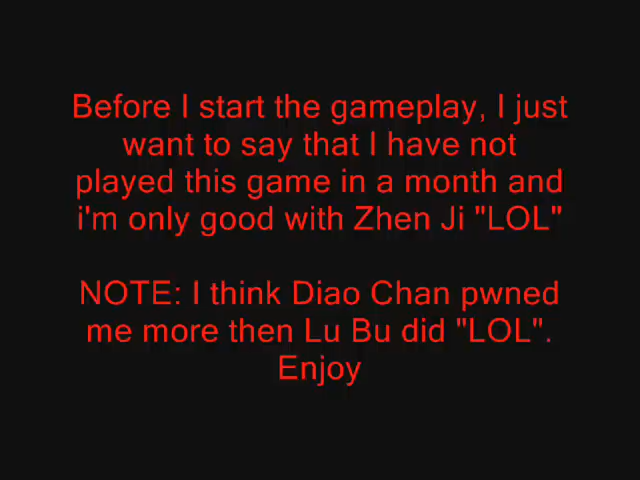 Before I start the gameplay, I just
want to say that I have not
played this game in a month and
i'm only good with Zhen Ji "LOL"
NOTE: I think Diao Chan pwned
me more then Lu Bu did "LOL".
Enjoy